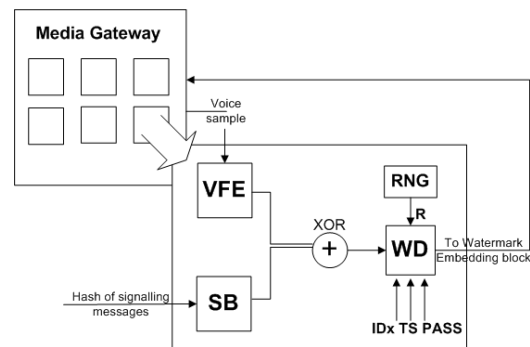 Media Gateway
Voice
sample
VFE
RNG
XOR
R
+
WD
To Watermark
Embedding block
Hash of signalling
messages
SB
IDx TS PASS